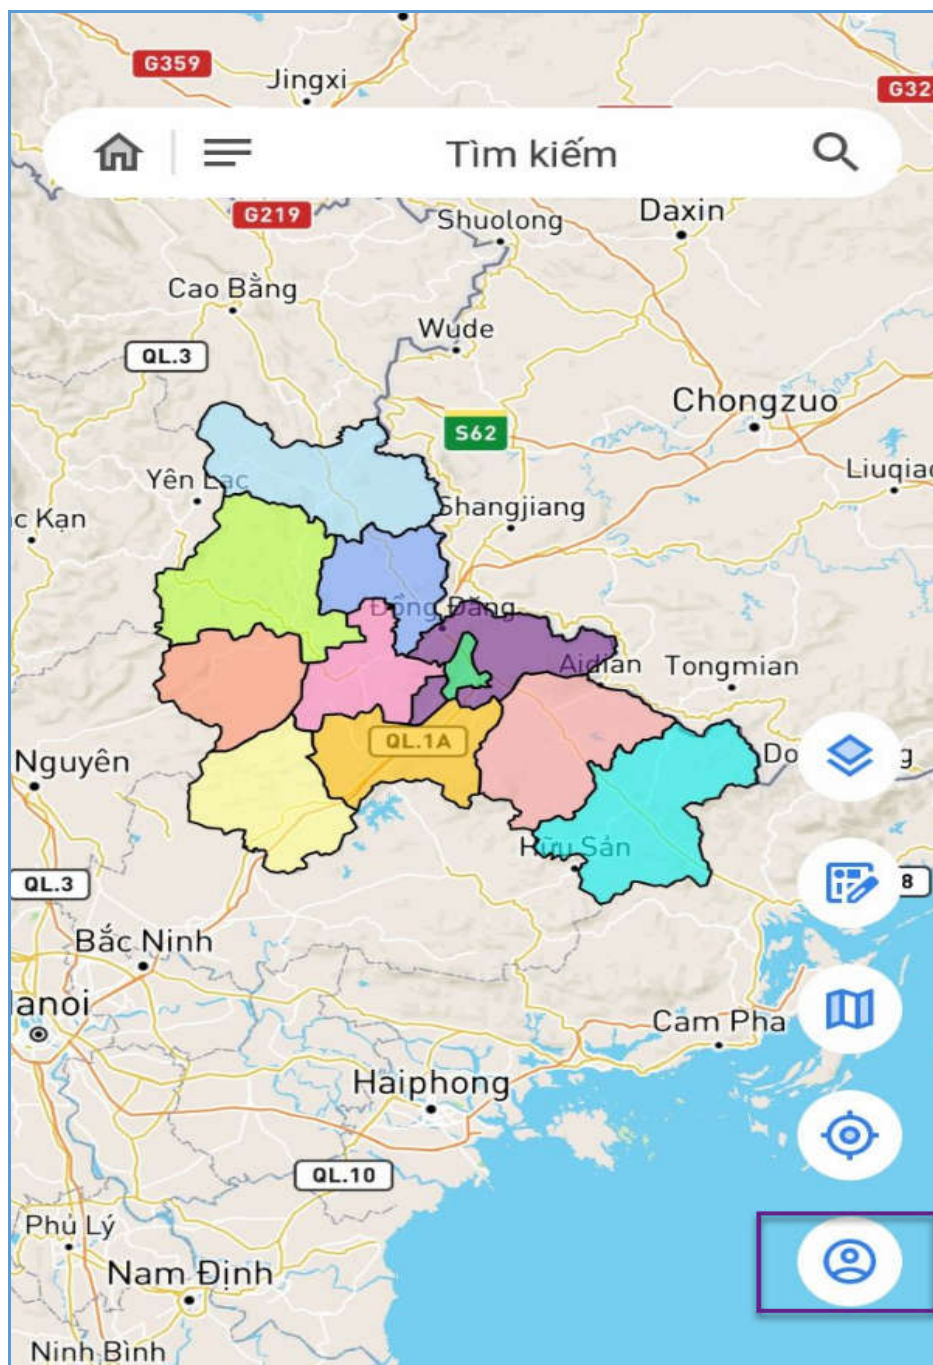 G359
Jingxi
G32
Tìm kiếm
G219
Shuolong
Daxin
Cao Bằng
Wude
QL.3
Chongzuo
S62
Liuqiao
Yên Lạc
Shangjiang
c Kạn
Đồng Đăng
Aidian
Tongmian
QL.1A
Nguyên
Do
g
Hữu Sản
QL.3
8
Bắc Ninh
anoi
Cam Pha
Haiphong
QL.10
Phủ Lý
Nam Định
Ninh Bình